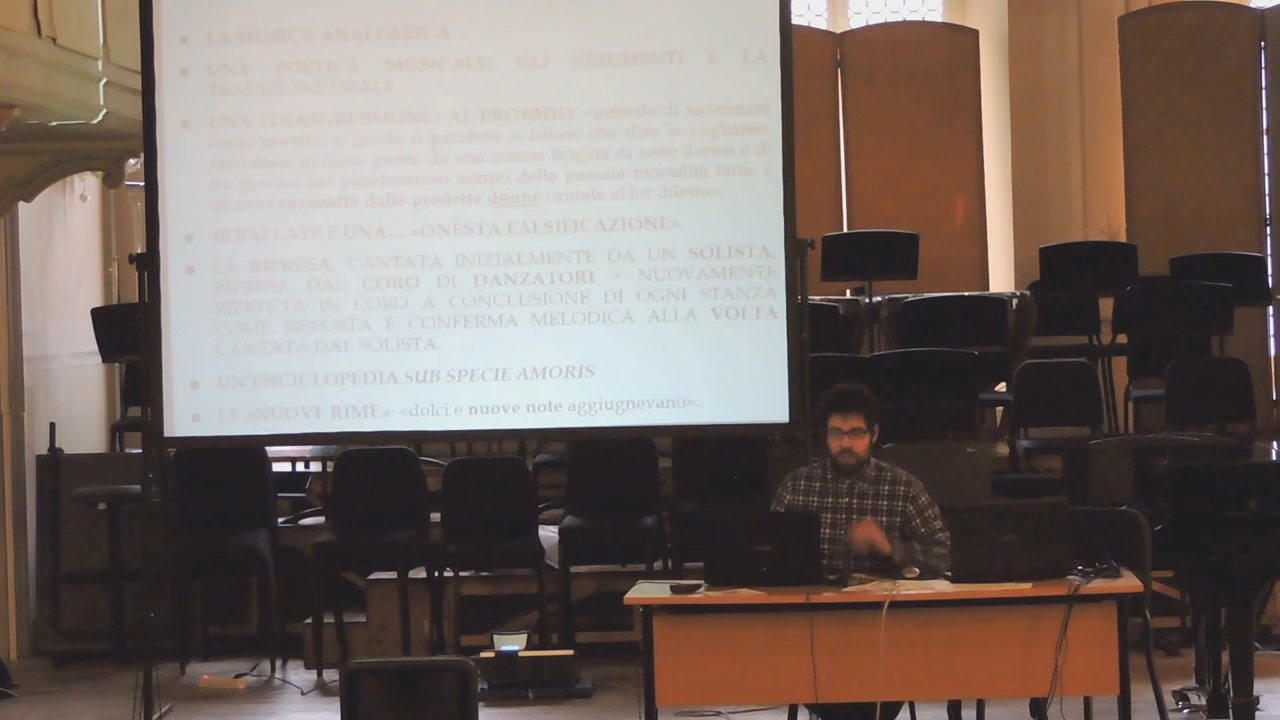 LA MUSICA ANALGESICA
UNA POETICA MUSICALE: GLI STRUMENTI E LA
TRADIZIONE ORALE
UNA «TRASGRESSIONE» AL PROEMIO: «intendo di raccontare
cento novelle, o favole o parabole o istorie che dire le vogliamo,
raccontate in diece giorni da una onesta brigata di sette donne e di
tre giovani nel pistelenzioso tempo della passata mortalità fatta, e
alcune canzonette dalle predette donne cantate al lor diletto».
10 BALLATE E UNA... «ONESTA FALSIFICAZIONE»
LA RIPRESA, CANTATA INIZIALMENTE DA UN SOLISTA,
RIPRESA DAL CORO DI DANZATORI > NUOVAMENTE
RIPETUTA IN CORO A CONCLUSIONE DI OGNI STANZA
COME RISPOSTA E CONFERMA MELODICA ALLA VOLTA
CANTATA DAL SOLISTA.
UN'ENCICLOPEDIA SUB SPECIE AMORIS
LE «NUOVE RIME»: «dolci e nuove note aggiugnevano».